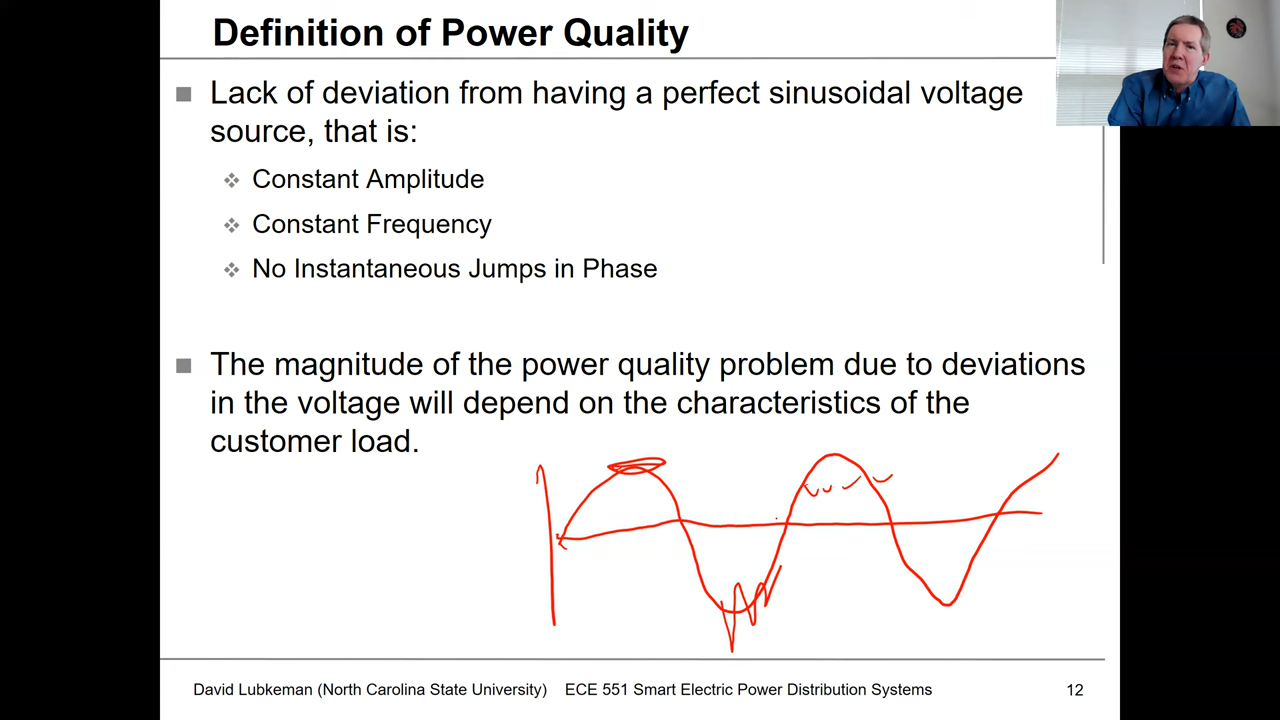 Definition of Power Quality
Lack of deviation from having a perfect sinusoidal voltage
source, that is:
Constant Amplitude
Constant Frequency
No Instantaneous Jumps in Phase
The magnitude of the power quality problem due to deviations
in the voltage will depend on the characteristics of the
customer load.
David Lubkeman (North Carolina State University) ECE 551 Smart Electric Power Distribution Systems 12